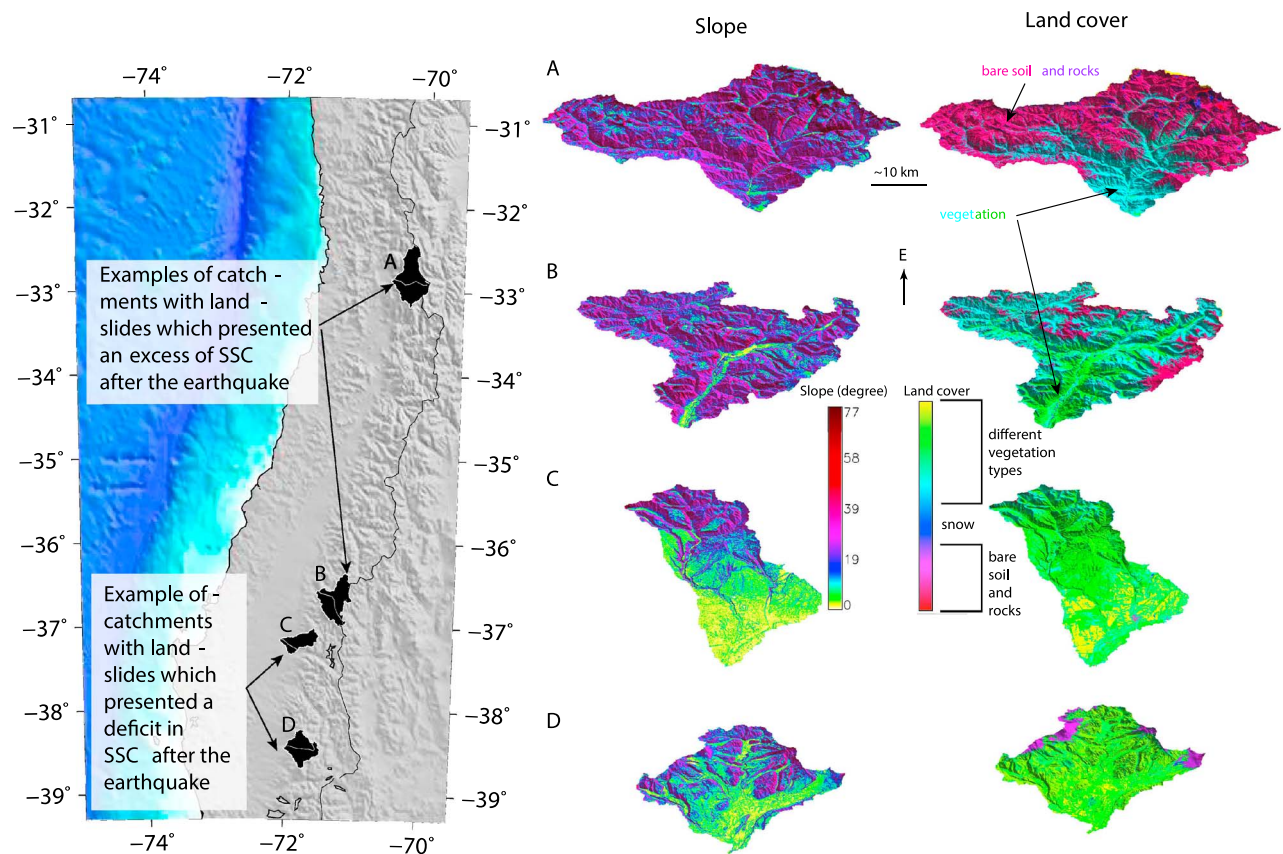 Slope
Land cover
−74˚
−72˚
−70˚
−31˚
−32˚
−33˚
−34˚
−35˚
−36˚
−37˚
−38˚
−39˚
A
Examples of catch -
ments with land -
slides which presented
an excess of SSC
after the earthquake
B
C
Example of -
catchments
with land -
slides which
presented a
deficit in
SSC after the
earthquake
D
−31˚
−32˚
−33˚
−34˚
−35˚
−36˚
−37˚
−38˚
−39˚
−74˚
−72˚
−70˚
A
bare soil and rocks
~10 km
vegetation
B
E
Slope (degree)
77
58
39
19
0
Land cover
different
vegetation
types
snow
bare
soil
and
rocks
C
D